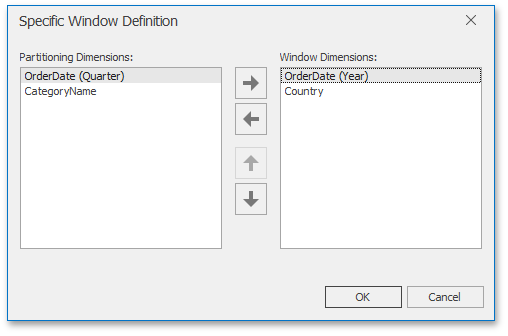 Specific Window Definition
Partitioning Dimensions:
OrderDate (Quarter)
CategoryName
Window Dimensions:
OrderDate (Year)
Country
OK
Cancel